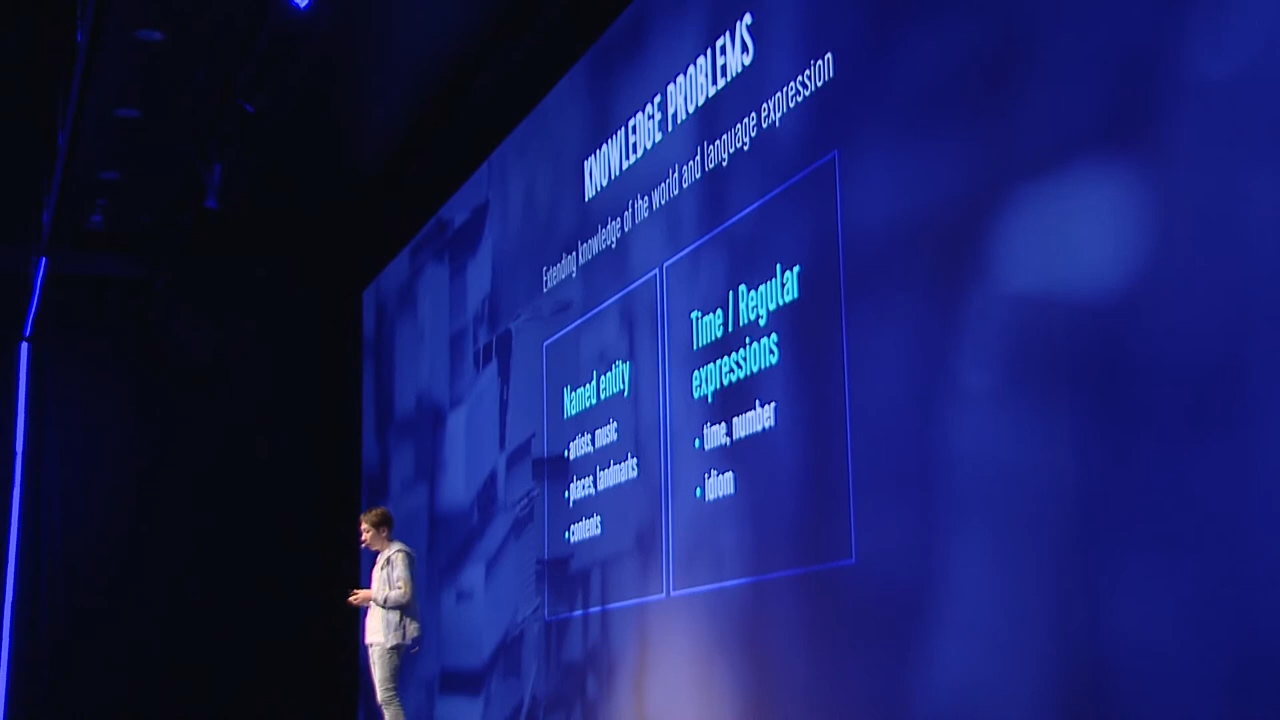 KNOWLEDGE PROBLEMS
Extending knowledge of the world and language expression
Named entity
• artists, music
• places, landmarks
• contents
Time / Regular
expressions
• time, number
• idiom